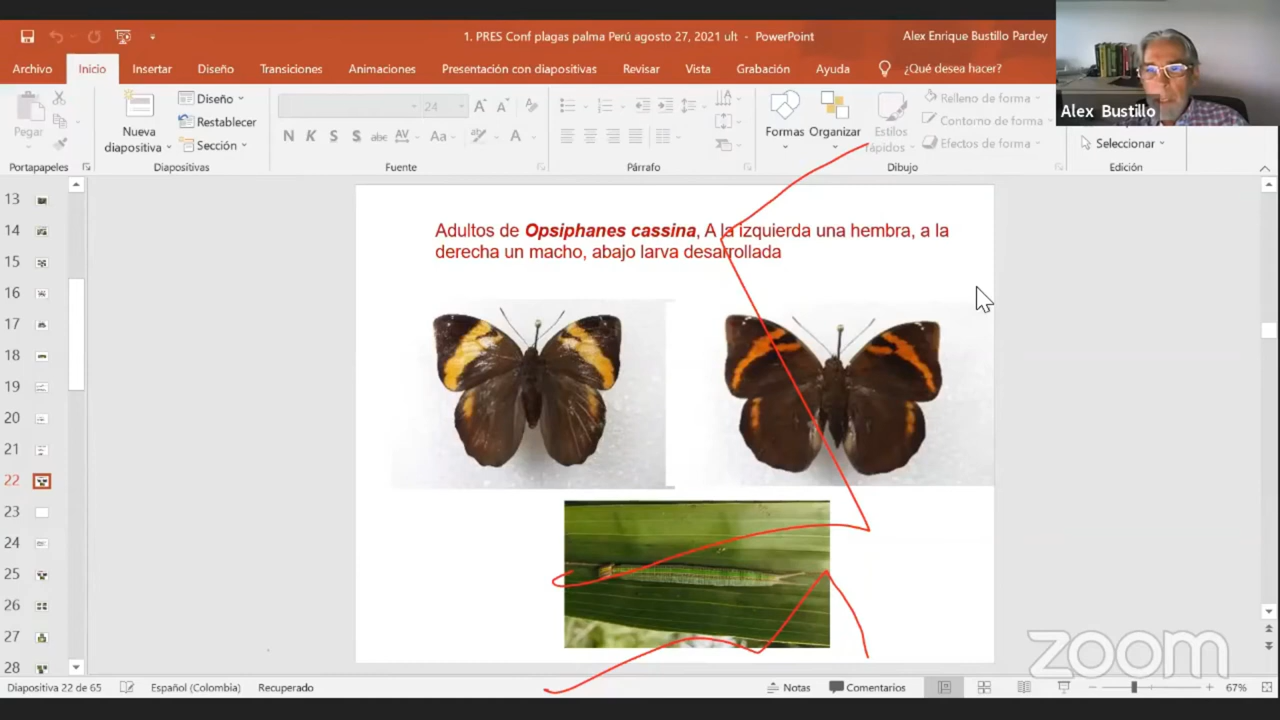 1. PRES Conf plagas palma Perú agosto 27, 2021 ult - PowerPoint
Alex Enrique Bustillo Pardey
Archivo
Inicio
Insertar
Diseño
Transiciones
Animaciones
Presentación con diapositivas
Revisar
Vista
Grabación
Ayuda
¿Qué desea hacer?
Alex Bustillo
Pegar
Nueva
diapositiva
Diseño
Restablecer
Sección
24
N K S S abc AV Aa A
Formas
Organizar
Estilos
rápidos
Relleno de forma
Contorno de forma
Efectos de forma
Seleccionar
Portapapeles
Diapositivas
Fuente
Párrafo
Dibujo
Edición
13
14
15
16
17
18
19
20
21
22
23
24
25
26
27
28
Adultos de Opsiphanes cassina, A la izquierda una hembra, a la
derecha un macho, abajo larva desarrollada
zoom
Diapositiva 22 de 65
Español (Colombia)
Recuperado
Notas
Comentarios
67%